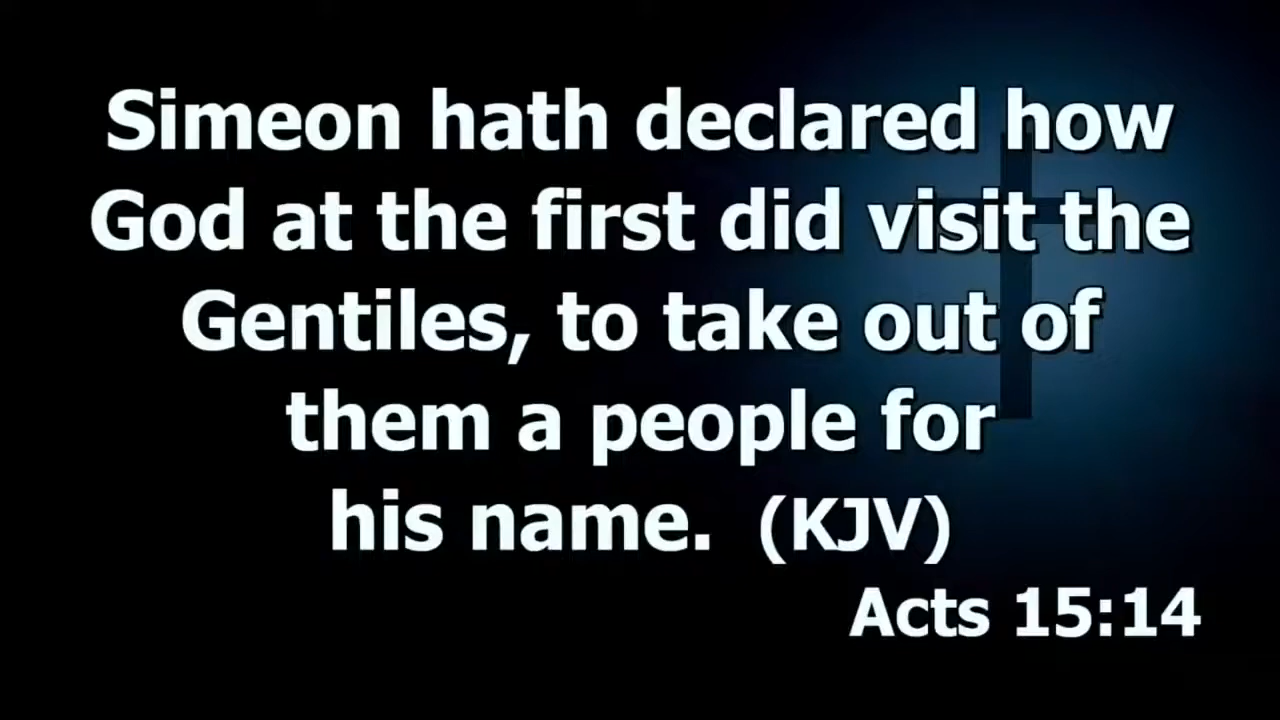 Simeon hath declared how
God at the first did visit the
Gentiles, to take out of
them a people for
his name.  (KJV)
Acts 15:14